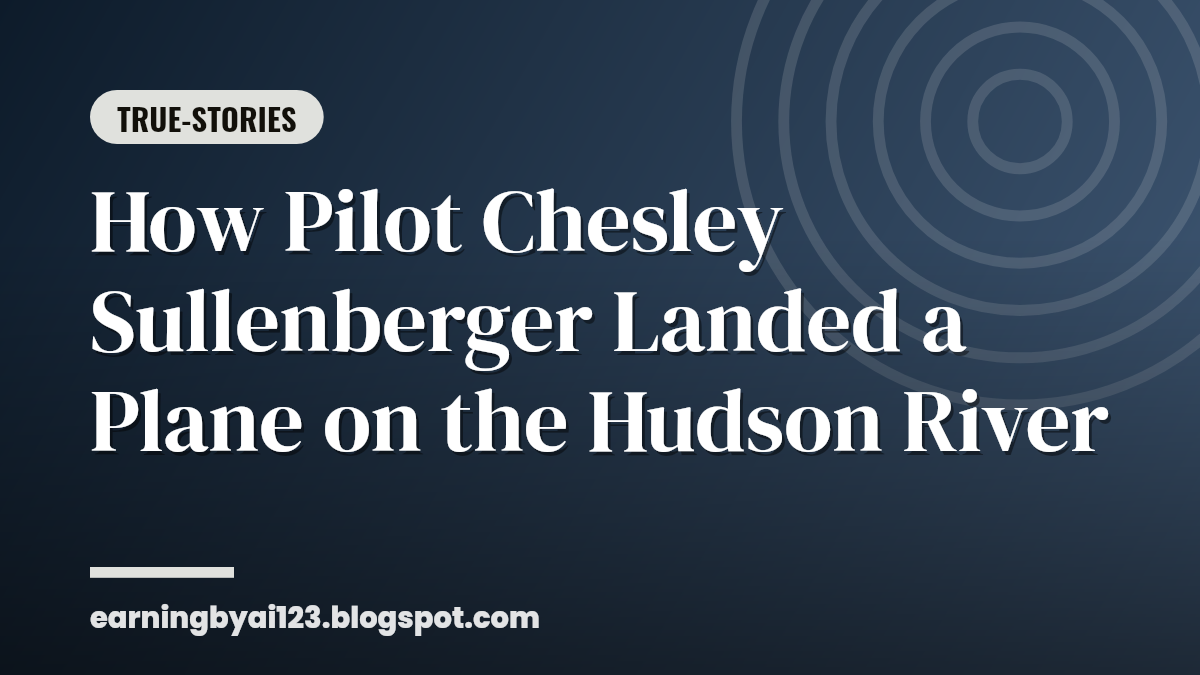 TRUE-STORIES
How Pilot Chesley
Sullenberger Landed a
Plane on the Hudson River
earningbyai123.blogspot.com